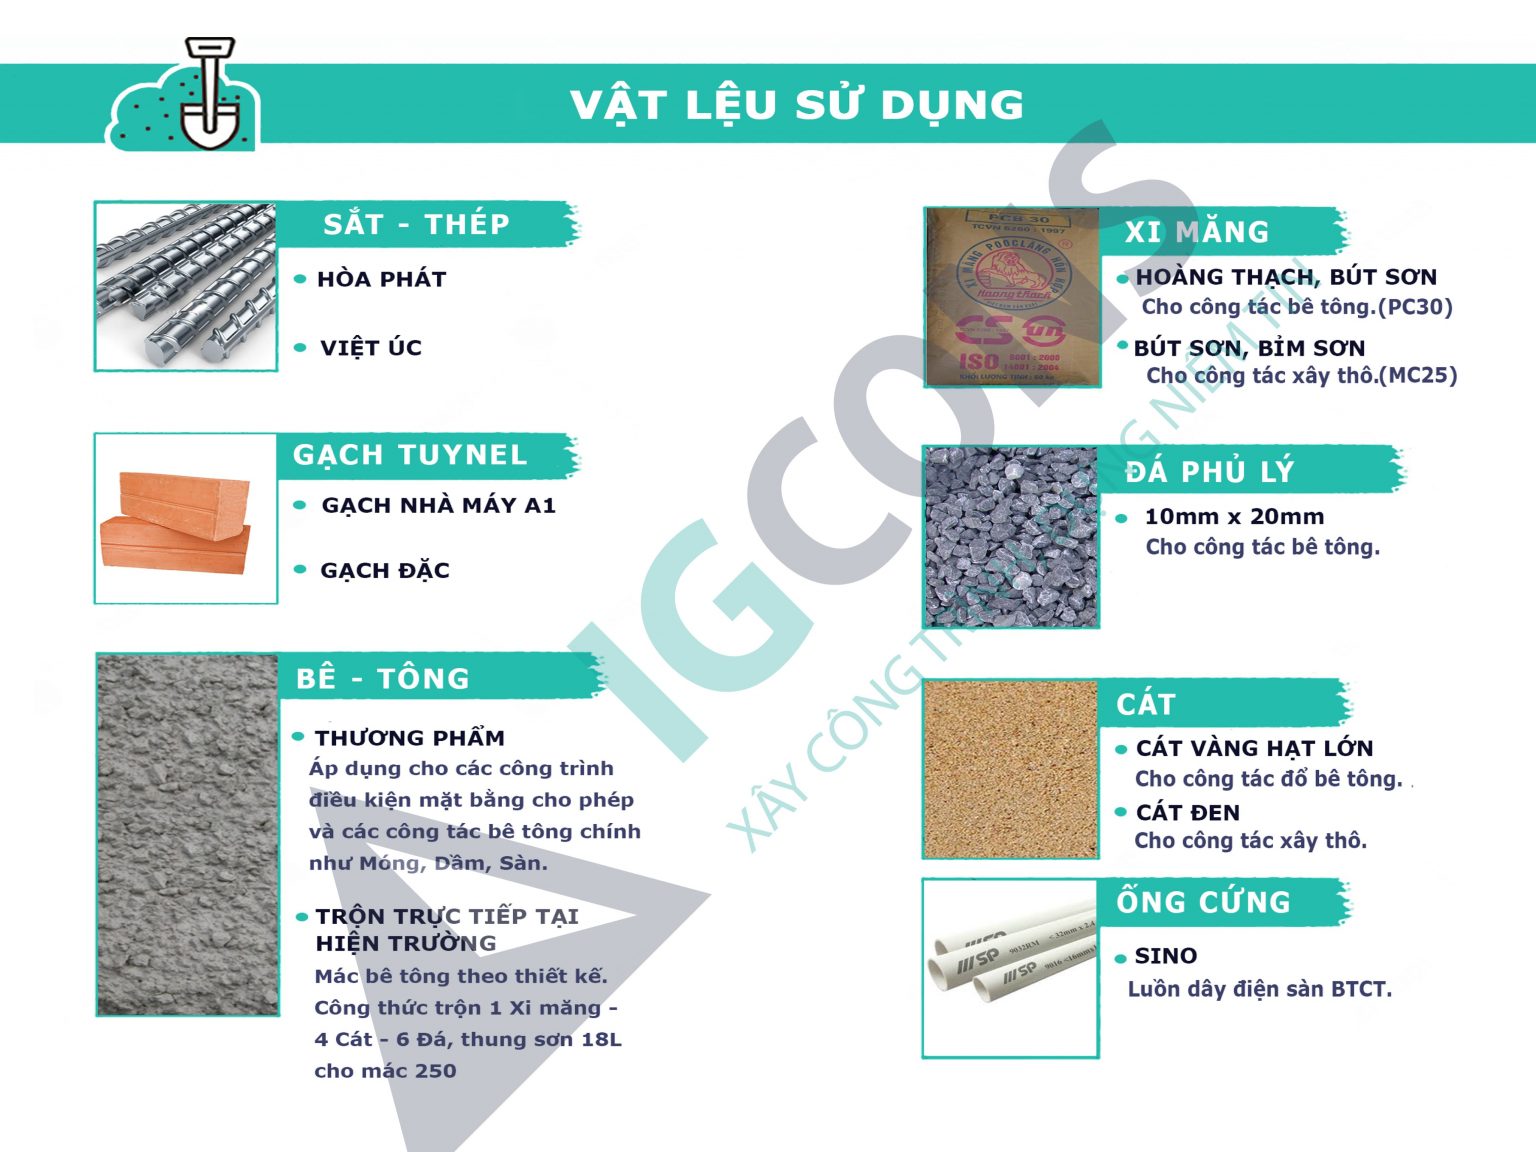 VẬT LỆU SỬ DỤNG
SẮT - THÉP
HÒA PHÁT
VIỆT ÚC
GẠCH TUYNEL
GẠCH NHÀ MÁY A1
GẠCH ĐẶC
BÊ - TÔNG
THƯƠNG PHẨM
Áp dụng cho các công trình
điều kiện mặt bằng cho phép
và các công tác bê tông chính
như Móng, Dầm, Sàn.
TRỘN TRỰC TIẾP TẠI
HIỆN TRƯỜNG
Mác bê tông theo thiết kế.
Công thức trộn 1 Xi măng -
4 Cát - 6 Đá, thung sơn 18L
cho mác 250
XI MĂNG
HOÀNG THẠCH, BÚT SƠN
Cho công tác bê tông.(PC30)
BÚT SƠN, BỈM SƠN
Cho công tác xây thô.(MC25)
PCB 30
TCVN 6260 : 1997
XI MĂNG POOCLĂNG HỖN HỢP
Hoàng thạch
ISO 9001 : 2000
14001 : 2004
KHỐI LƯỢNG TỊNH : 50 kg
ĐÁ PHỦ LÝ
10mm x 20mm
Cho công tác bê tông.
CÁT
CÁT VÀNG HẠT LỚN
Cho công tác đổ bê tông.
CÁT ĐEN
Cho công tác xây thô.
ỐNG CỨNG
SINO
Luồn dây điện sàn BTCT.
SP 9032RM
SP 9016
IGCONS
XÂY CÔNG TRÌNH, DỰNG NIỀM TIN